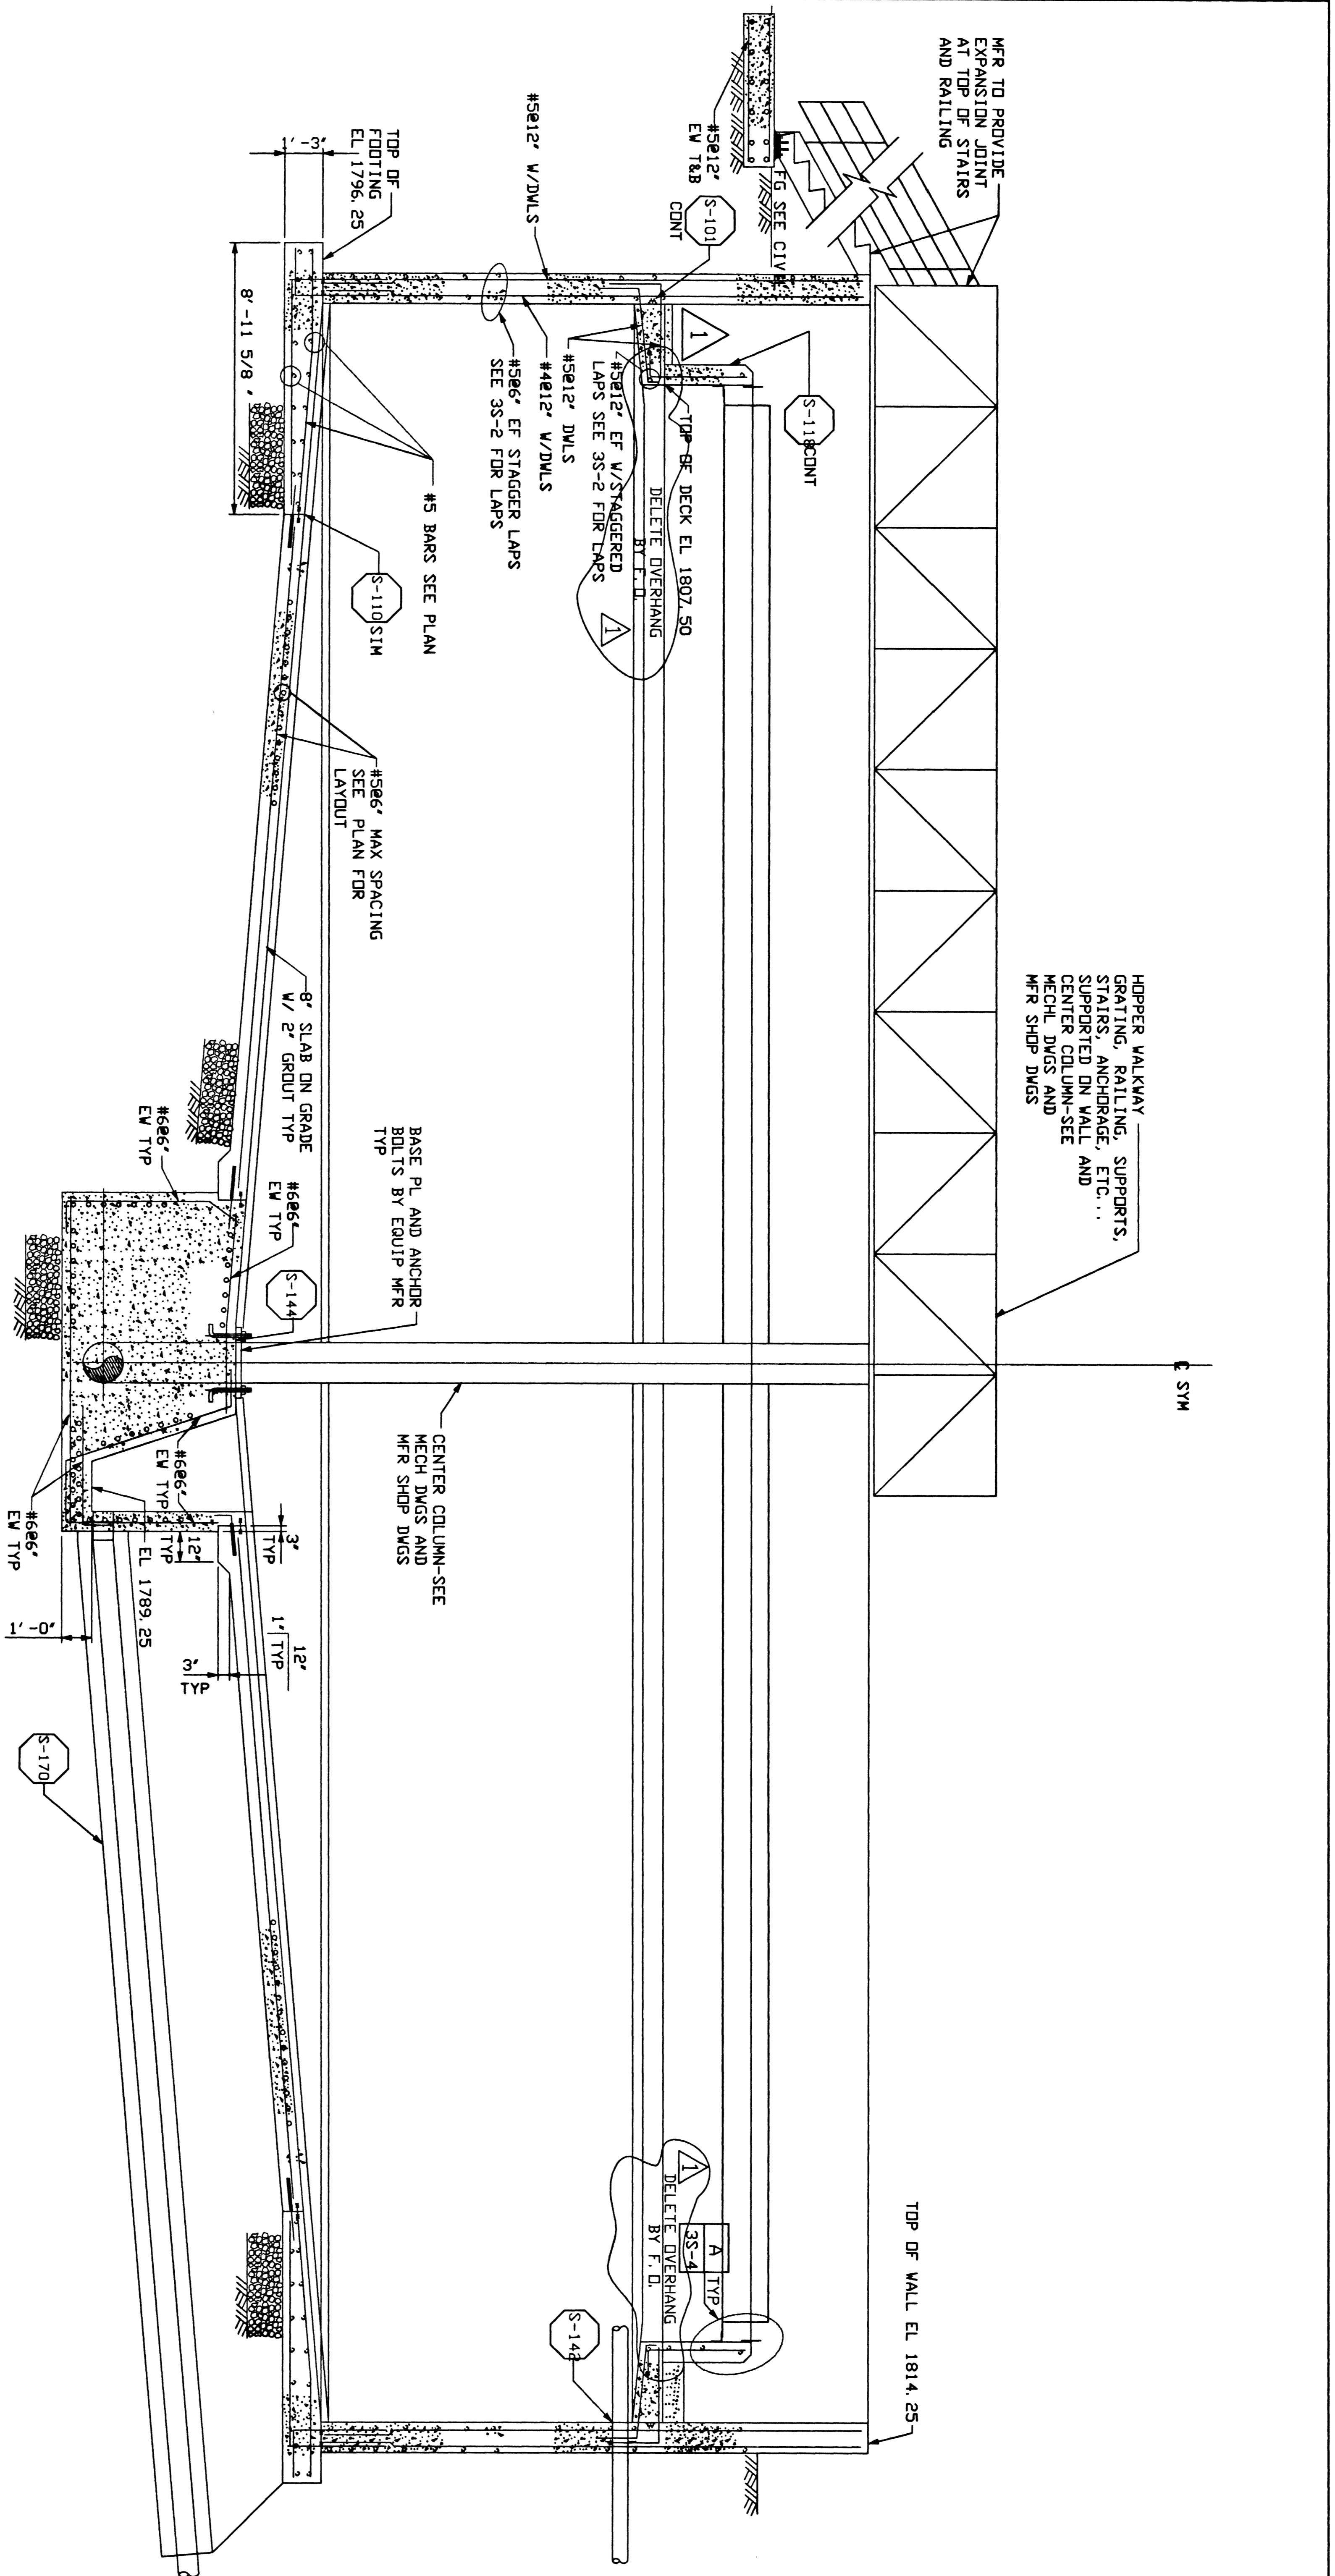 MFR TO PROVIDE
EXPANSION JOINT
AT TOP OF STAIRS
AND RAILING
HOPPER WALKWAY
GRATING, RAILING, SUPPORTS,
STAIRS, ANCHORAGE, ETC...
SUPPORTED ON WALL AND
CENTER COLUMN-SEE
MECHL DWGS AND
MFR SHOP DWGS
℄ SYM
TOP OF WALL EL 1814.25
FG SEE CIVIL
#5@12"
EW T&B
S-101
CONT
1
S-118
CONT
TOP OF DECK EL 1807.50
DELETE OVERHANG
BY F.O.
1
#5@12" W/DWLS
#5@12" EF W/STAGGERED
LAPS SEE 3S-2 FOR LAPS
#5@12" DWLS
#4@12" W/DWLS
#5@6" EF STAGGER LAPS
SEE 3S-2 FOR LAPS
A
3S-4
TYP
1
DELETE OVERHANG
BY F.O.
S-142
TOP OF
FOOTING
EL 1796.25
1'-3"
8'-11 5/8"
#5 BARS SEE PLAN
S-110
SIM
#5@6" MAX SPACING
SEE PLAN FOR
LAYOUT
8" SLAB ON GRADE
W/ 2" GROUT TYP
BASE PL AND ANCHOR
BOLTS BY EQUIP MFR
TYP
CENTER COLUMN-SEE
MECH DWGS AND
MFR SHOP DWGS
S-144
#6@6"
EW TYP
#6@6"
EW TYP
#6@6"
EW TYP
#6@6"
EW TYP
3"
TYP
12"
TYP
12"
1"
TYP
3"
TYP
EL 1789.25
1'-0"
S-170